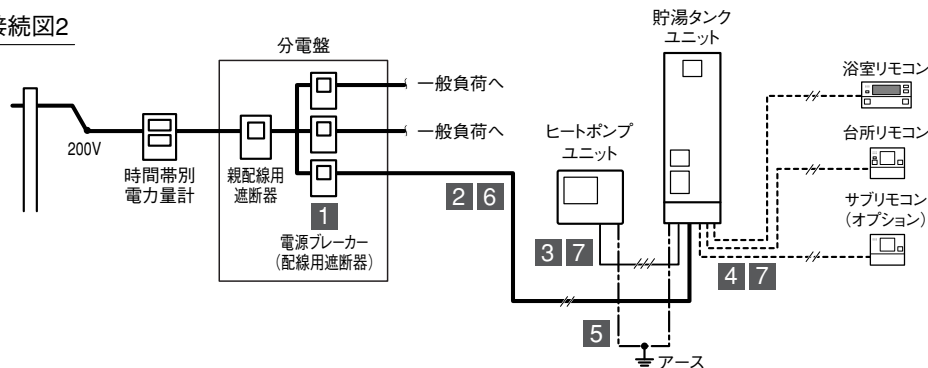 接続図2
分電盤
貯湯タンク
ユニット
一般負荷へ
浴室リモコン
200V
一般負荷へ
ヒートポンプ
ユニット
台所リモコン
時間帯別
電力量計
親配線用
遮断器
1
2 6
サブリモコン
(オプション)
電源ブレーカー
(配線用遮断器)
3 7
4 7
5
アース